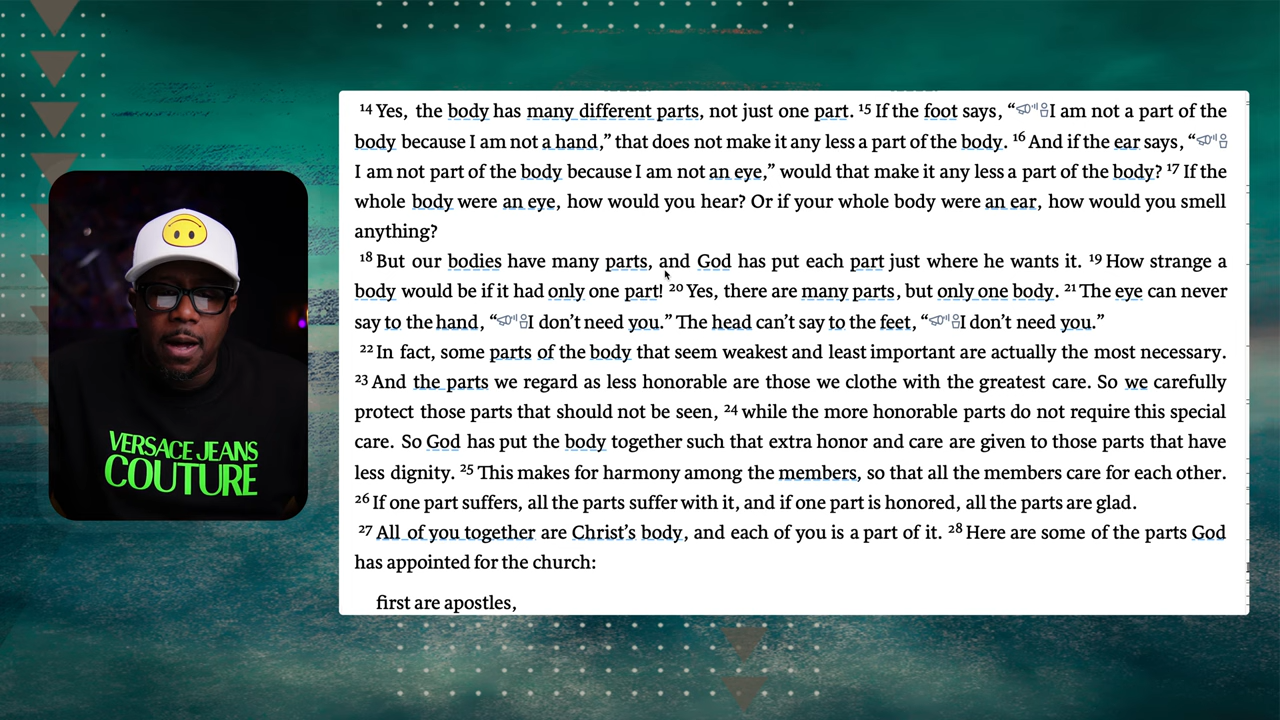 VERSACE JEANS
COUTURE
14 Yes, the body has many different parts, not just one part. 15 If the foot says, “I am not a part of the
body because I am not a hand,” that does not make it any less a part of the body. 16 And if the ear says, “
I am not part of the body because I am not an eye,” would that make it any less a part of the body? 17 If the
whole body were an eye, how would you hear? Or if your whole body were an ear, how would you smell
anything?
18 But our bodies have many parts, and God has put each part just where he wants it. 19 How strange a
body would be if it had only one part! 20 Yes, there are many parts, but only one body. 21 The eye can never
say to the hand, “I don’t need you.” The head can’t say to the feet, “I don’t need you.”
22 In fact, some parts of the body that seem weakest and least important are actually the most necessary.
23 And the parts we regard as less honorable are those we clothe with the greatest care. So we carefully
protect those parts that should not be seen, 24 while the more honorable parts do not require this special
care. So God has put the body together such that extra honor and care are given to those parts that have
less dignity. 25 This makes for harmony among the members, so that all the members care for each other.
26 If one part suffers, all the parts suffer with it, and if one part is honored, all the parts are glad.
27 All of you together are Christ’s body, and each of you is a part of it. 28 Here are some of the parts God
has appointed for the church:
first are apostles,